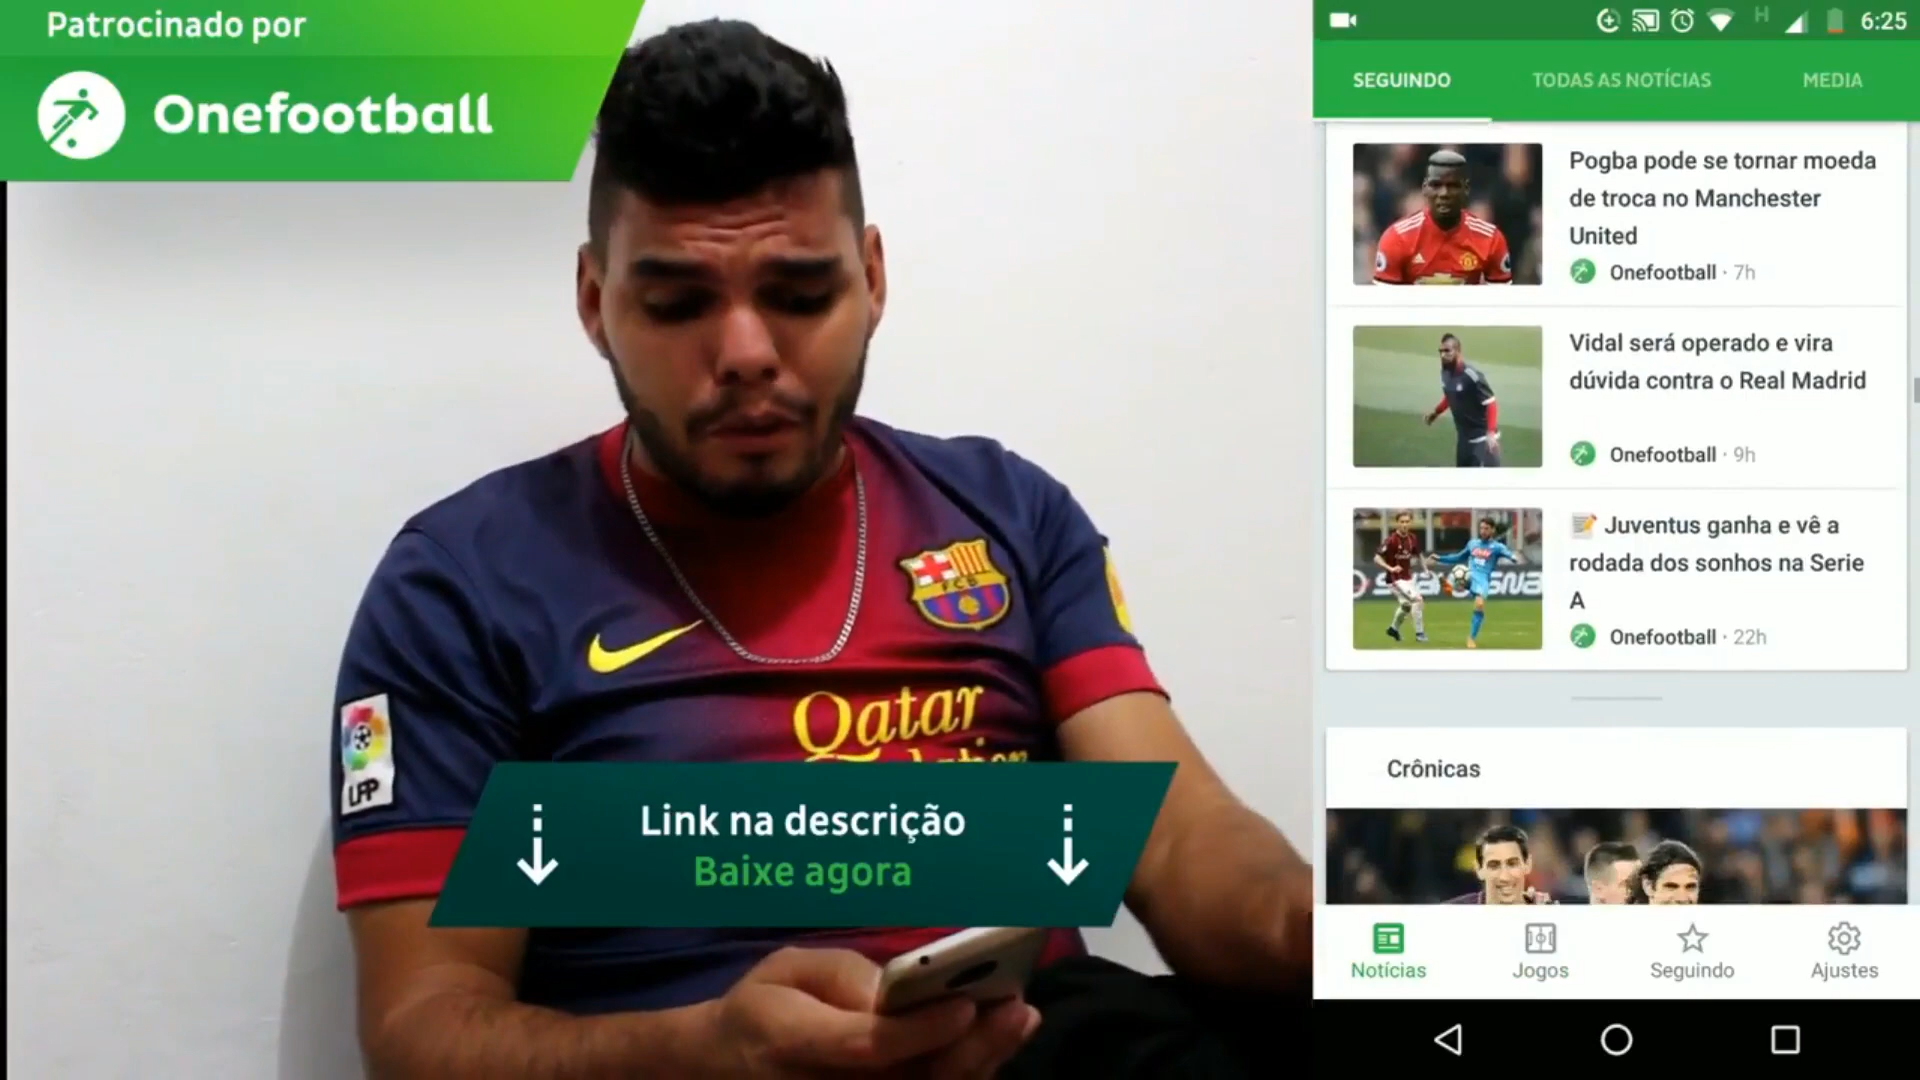 Patrocinado por
Onefootball
FCB
Qatar
LFP
Link na descrição
Baixe agora
6:25
H
SEGUINDO
TODAS AS NOTÍCIAS
MEDIA
Pogba pode se tornar moeda
de troca no Manchester
United
Onefootball · 7h
Vidal será operado e vira
dúvida contra o Real Madrid
Onefootball · 9h
Juventus ganha e vê a
rodada dos sonhos na Serie
A
Onefootball · 22h
Crônicas
Notícias
Jogos
Seguindo
Ajustes